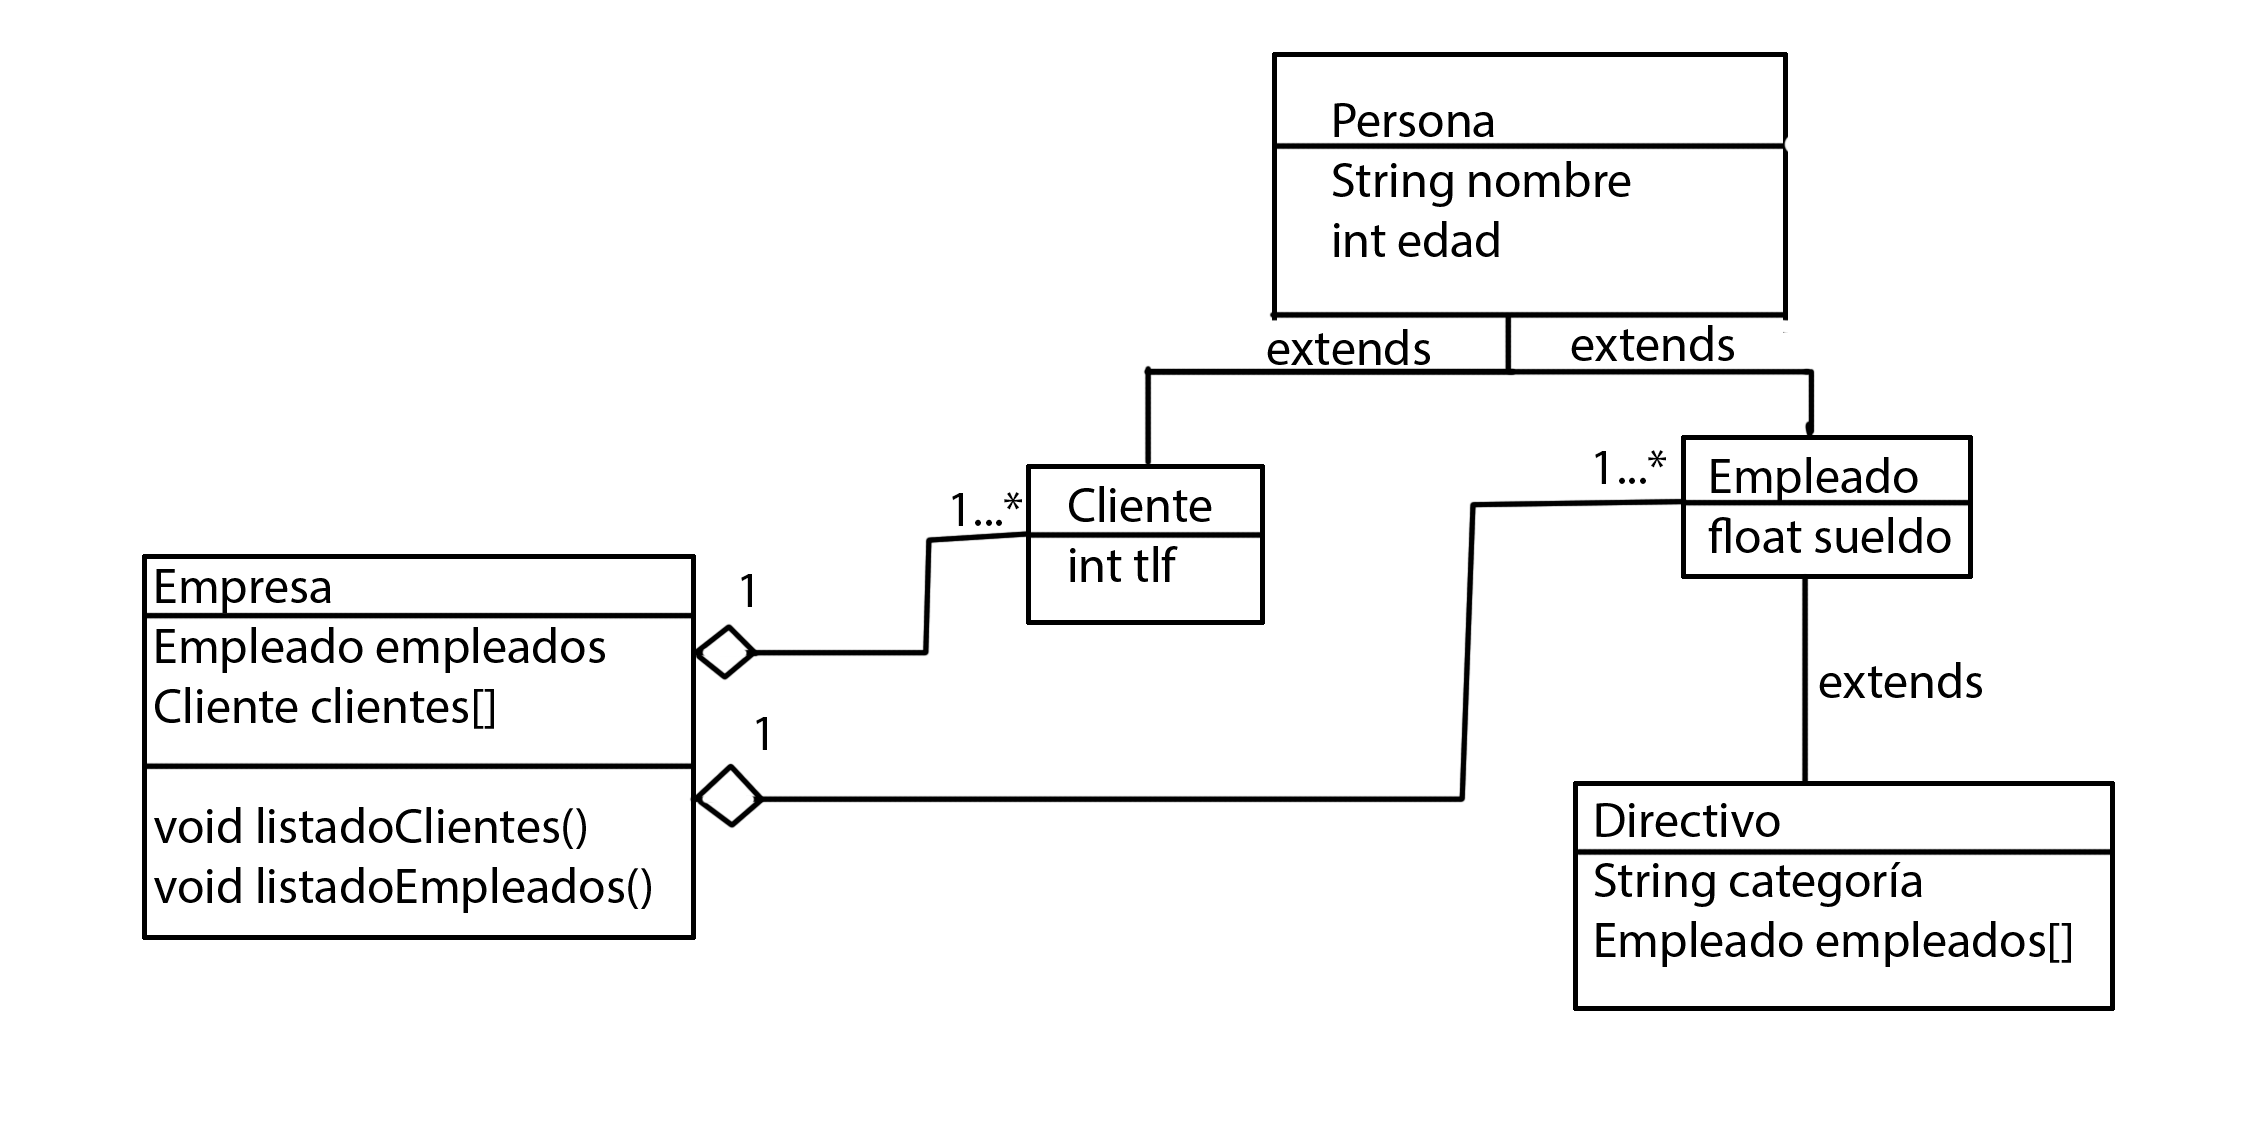 Persona
String nombre
int edad
extends
extends
1...*
Cliente
int tlf
1...*
Empleado
float sueldo
Empresa
Empleado empleados
Cliente clientes[]
void listadoClientes()
void listadoEmpleados()
1
1
extends
Directivo
String categoría
Empleado empleados[]